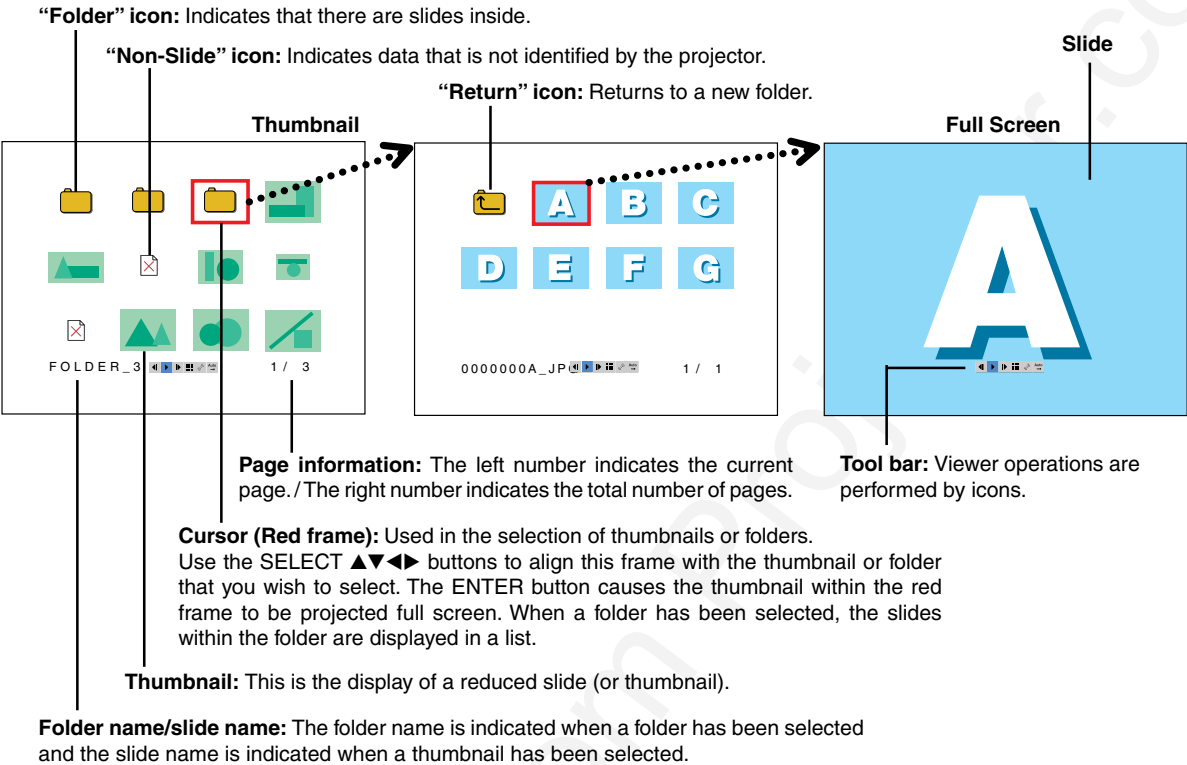 “Folder” icon: Indicates that there are slides inside.
“Non-Slide” icon: Indicates data that is not identified by the projector.
Slide
“Return” icon: Returns to a new folder.
Thumbnail
Full Screen
A B C
D E F G
A
FOLDER_3
1 / 3
0000000A_JP
1 / 1
Page information: The left number indicates the current
page. / The right number indicates the total number of pages.
Tool bar: Viewer operations are
performed by icons.
Cursor (Red frame): Used in the selection of thumbnails or folders.
Use the SELECT ▲▼◀▶ buttons to align this frame with the thumbnail or folder
that you wish to select. The ENTER button causes the thumbnail within the red
frame to be projected full screen. When a folder has been selected, the slides
within the folder are displayed in a list.
Thumbnail: This is the display of a reduced slide (or thumbnail).
Folder name/slide name: The folder name is indicated when a folder has been selected
and the slide name is indicated when a thumbnail has been selected.